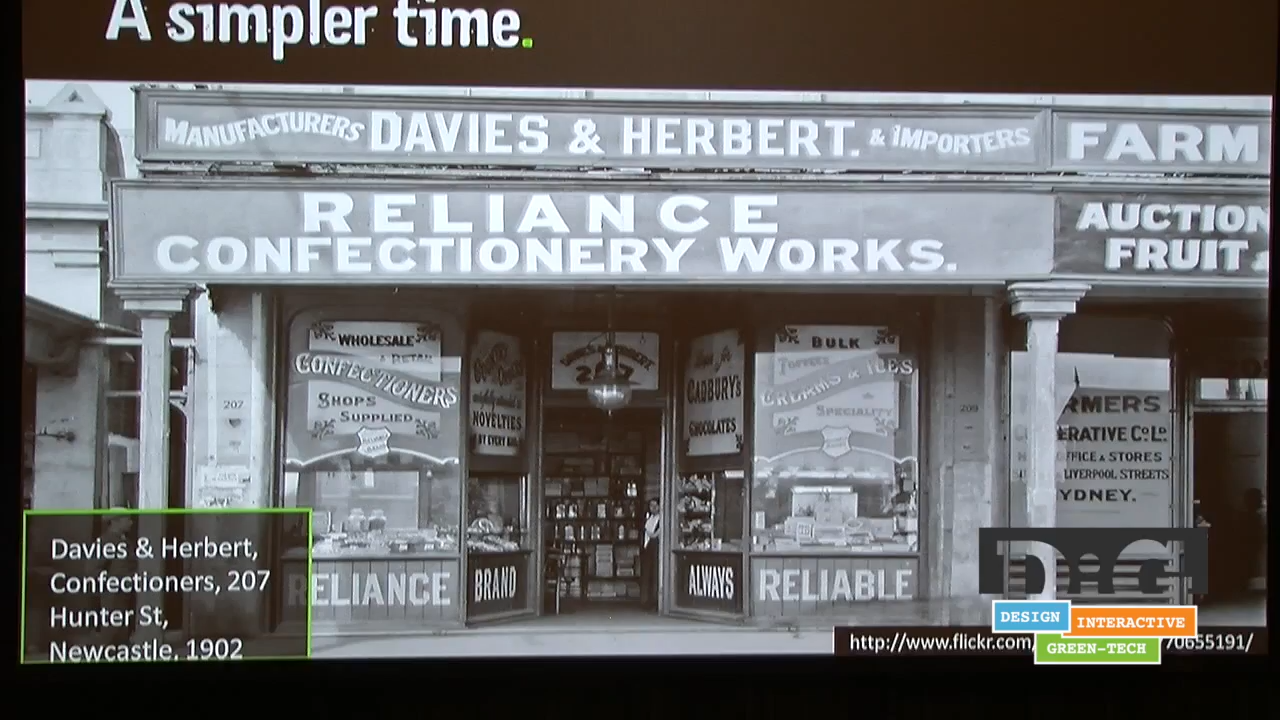 A simpler time.
MANUFACTURERS DAVIES & HERBERT. & IMPORTERS
FARM
RELIANCE
CONFECTIONERY WORKS.
AUCTION
FRUIT &
WHOLESALE
& RETAIL
CONFECTIONERS
SHOPS
SUPPLIED
NOVELTIES
207
DAVIES & HERBERT
207
CADBURY'S
CHOCOLATES
BULK
TOFFEES
CREAMS & ICES
SPECIALITY
209
RMERS
ERATIVE CO. LD.
OFFICE & STORES
LIVERPOOL STREETS
YDNEY.
RELIANCE
BRAND
ALWAYS
RELIABLE
Davies & Herbert,
Confectioners, 207
Hunter St,
Newcastle, 1902
http://www.flickr.com/
70655191/
DiG
DESIGN
INTERACTIVE
GREEN-TECH